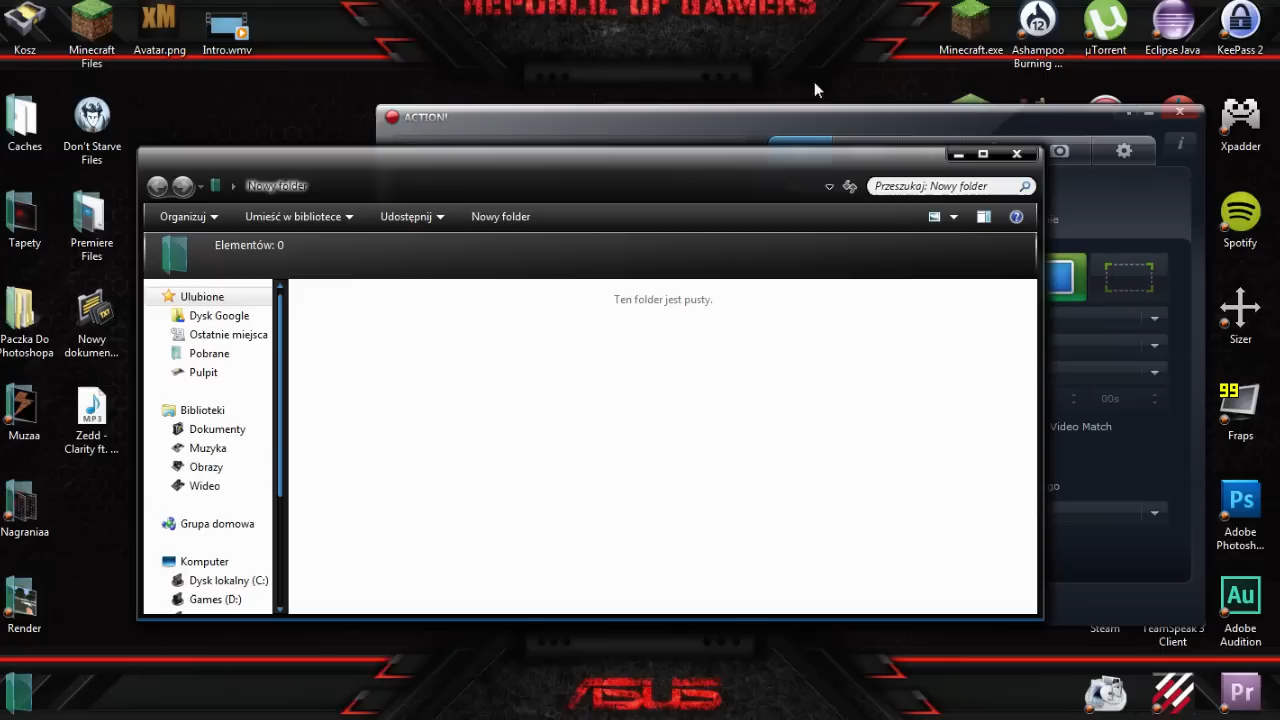 REPUBLIC OF GAMERS
Kosz
Minecraft
Files
Avatar.png
Intro.wmv
Minecraft.exe
Ashampoo
Burning ...
µTorrent
Eclipse Java
KeePass 2
Caches
Don't Starve
Files
Xpadder
Tapety
Premiere
Files
Spotify
Paczka Do
Photoshopa
Nowy
dokumen...
Sizer
Muzaa
Zedd -
Clarity ft. ...
99
Fraps
Nagraniaa
Ps
Adobe
Photosh...
Render
Steam
TeamSpeak 3
Client
Au
Adobe
Audition
Pr
ASUS
ACTION!
Video Match
00s
Nowy folder
Przeszukaj: Nowy folder
Organizuj
Umieść w bibliotece
Udostępnij
Nowy folder
Elementów: 0
Ten folder jest pusty.
Ulubione
Dysk Google
Ostatnie miejsca
Pobrane
Pulpit
Biblioteki
Dokumenty
Muzyka
Obrazy
Wideo
Grupa domowa
Komputer
Dysk lokalny (C:)
Games (D:)